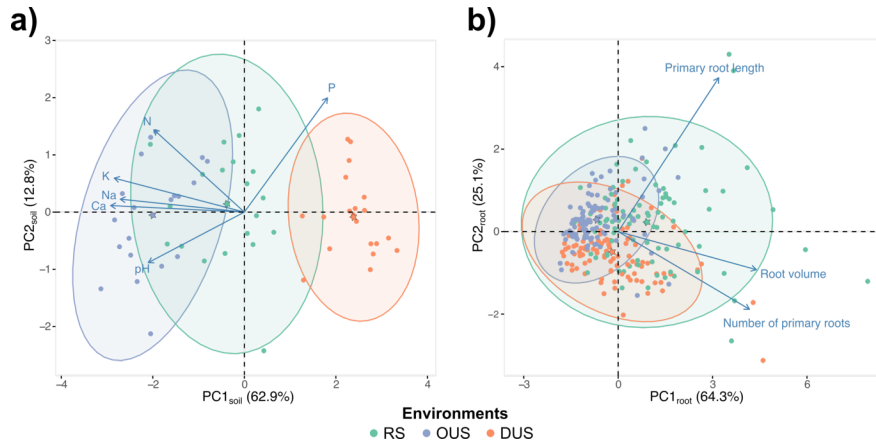 a)
3
2
1
0
−1
−2
−4
−2
0
2
4
PC2soil (12.8%)
PC1soil (62.9%)
P
N
K
Na
Ca
pH
b)
4
2
0
−2
−3
0
3
6
PC2root (25.1%)
PC1root (64.3%)
Primary root length
Root volume
Number of primary roots
Environments
RS OUS DUS